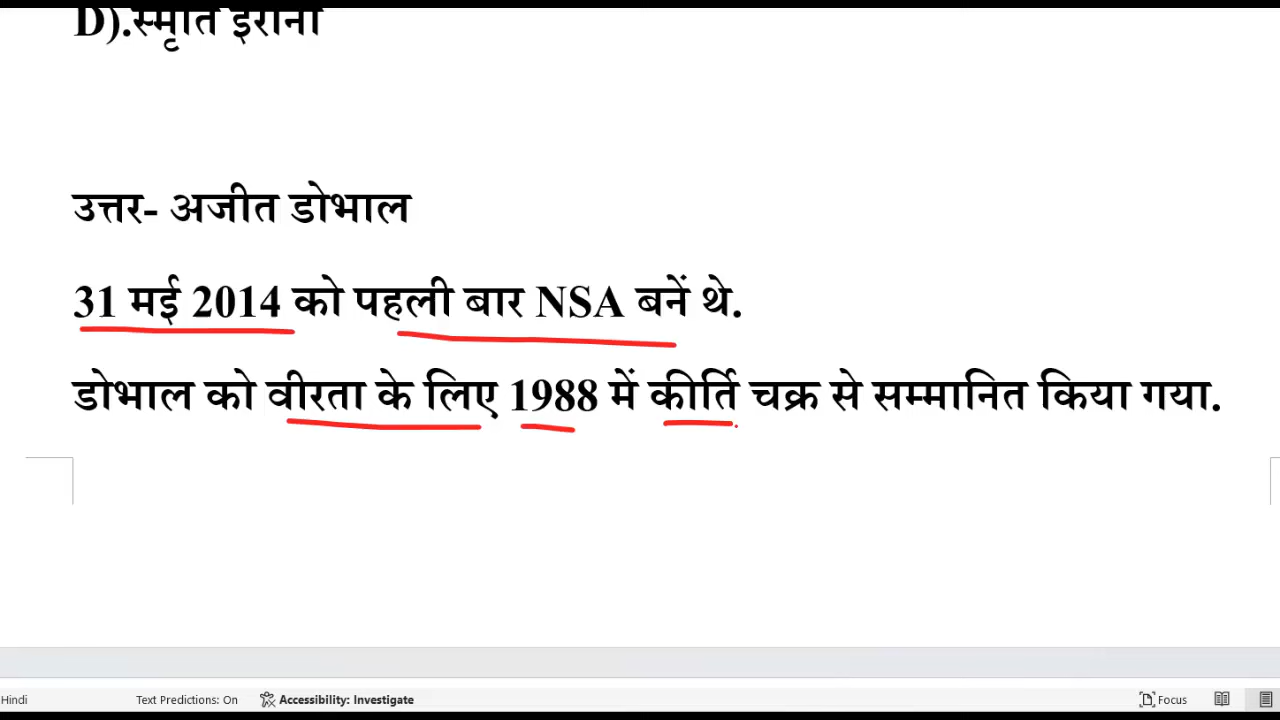 D).स्मृति इरानी
उत्तर- अजीत डोभाल
31 मई 2014 को पहली बार NSA बनें थे.
डोभाल को वीरता के लिए 1988 में कीर्ति चक्र से सम्मानित किया गया.
Hindi Text Predictions: On Accessibility: Investigate Focus